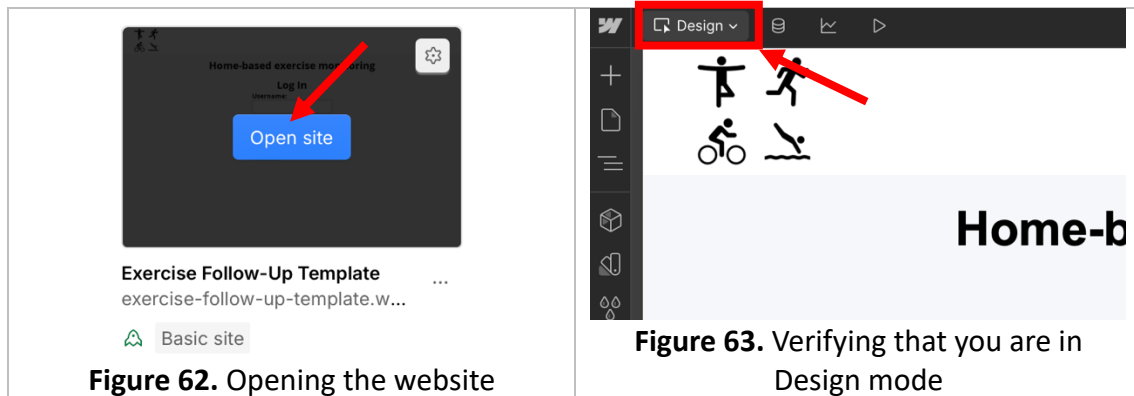 Home-based exercise monitoring
Log In
Username:
Open site
Exercise Follow-Up Template
...
exercise-follow-up-template.w...
Basic site
Figure 62. Opening the website
Design
Home-b
Figure 63. Verifying that you are in
Design mode